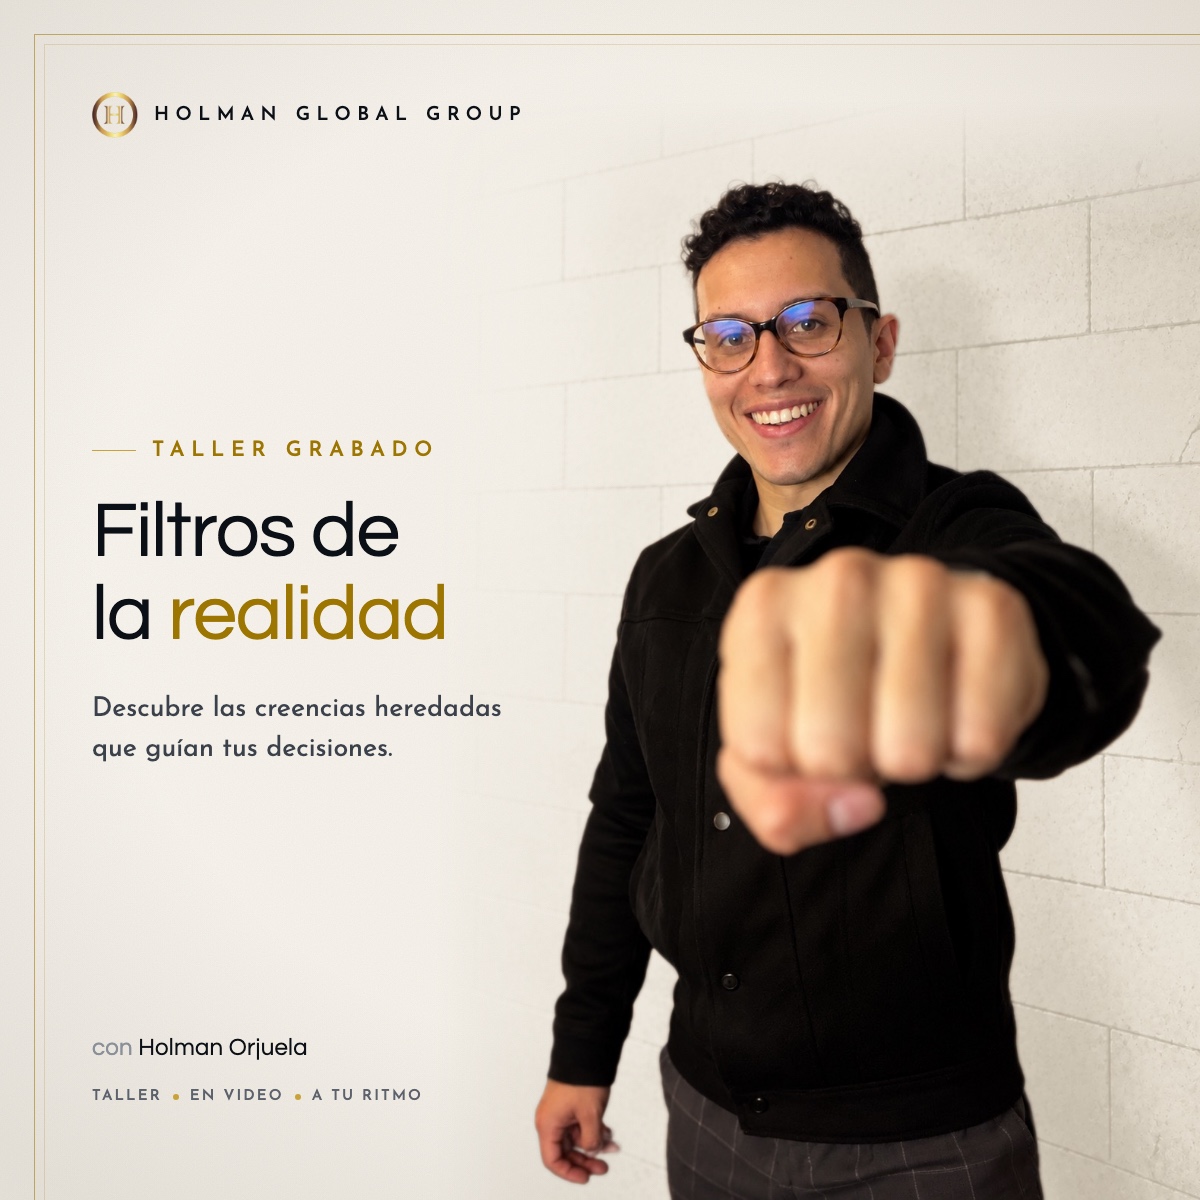 H
HOLMAN GLOBAL GROUP
TALLER GRABADO
Filtros de
la realidad
Descubre las creencias heredadas
que guían tus decisiones.
con Holman Orjuela
TALLER • EN VIDEO • A TU RITMO